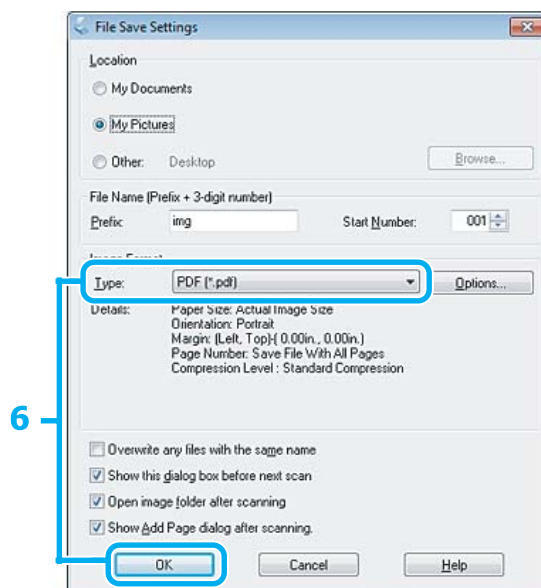 File Save Settings
Location
My Documents
My Pictures
Other: Desktop Browse...
File Name (Prefix + 3-digit number)
Prefix: img Start Number: 001
Image Format
Type: PDF (*.pdf) Options...
Details: Paper Size: Actual Image Size
Orientation: Portrait
Margin: (Left, Top)-( 0.00in., 0.00in.)
Page Number: Save File With All Pages
Compression Level : Standard Compression
6
Overwrite any files with the same name
Show this dialog box before next scan
Open image folder after scanning
Show Add Page dialog after scanning.
OK Cancel Help